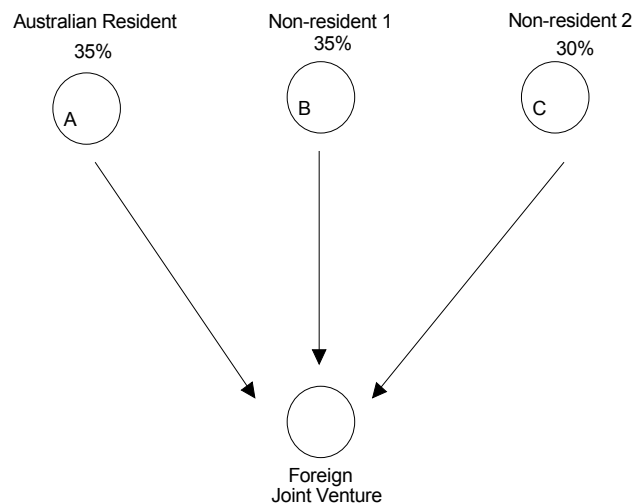 Australian Resident
35%
Non-resident 1
35%
Non-resident 2
30%
A
B
C
Foreign
Joint Venture